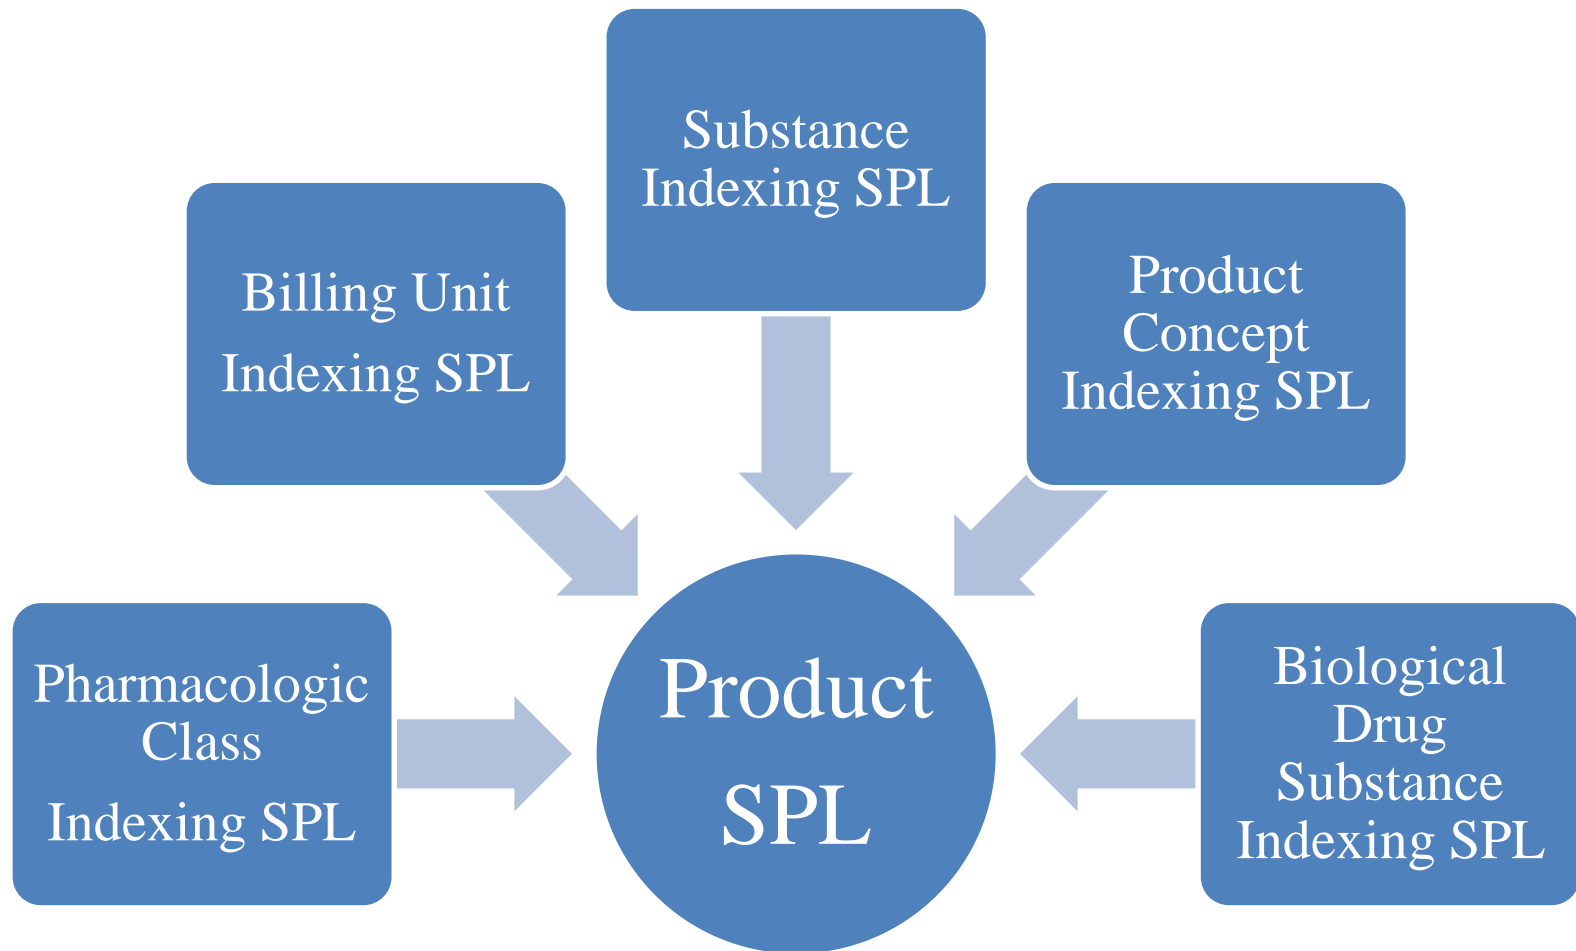 Substance
Indexing SPL
Billing Unit
Indexing SPL
Product
Concept
Indexing SPL
Pharmacologic
Class
Indexing SPL
Product
SPL
Biological
Drug
Substance
Indexing SPL